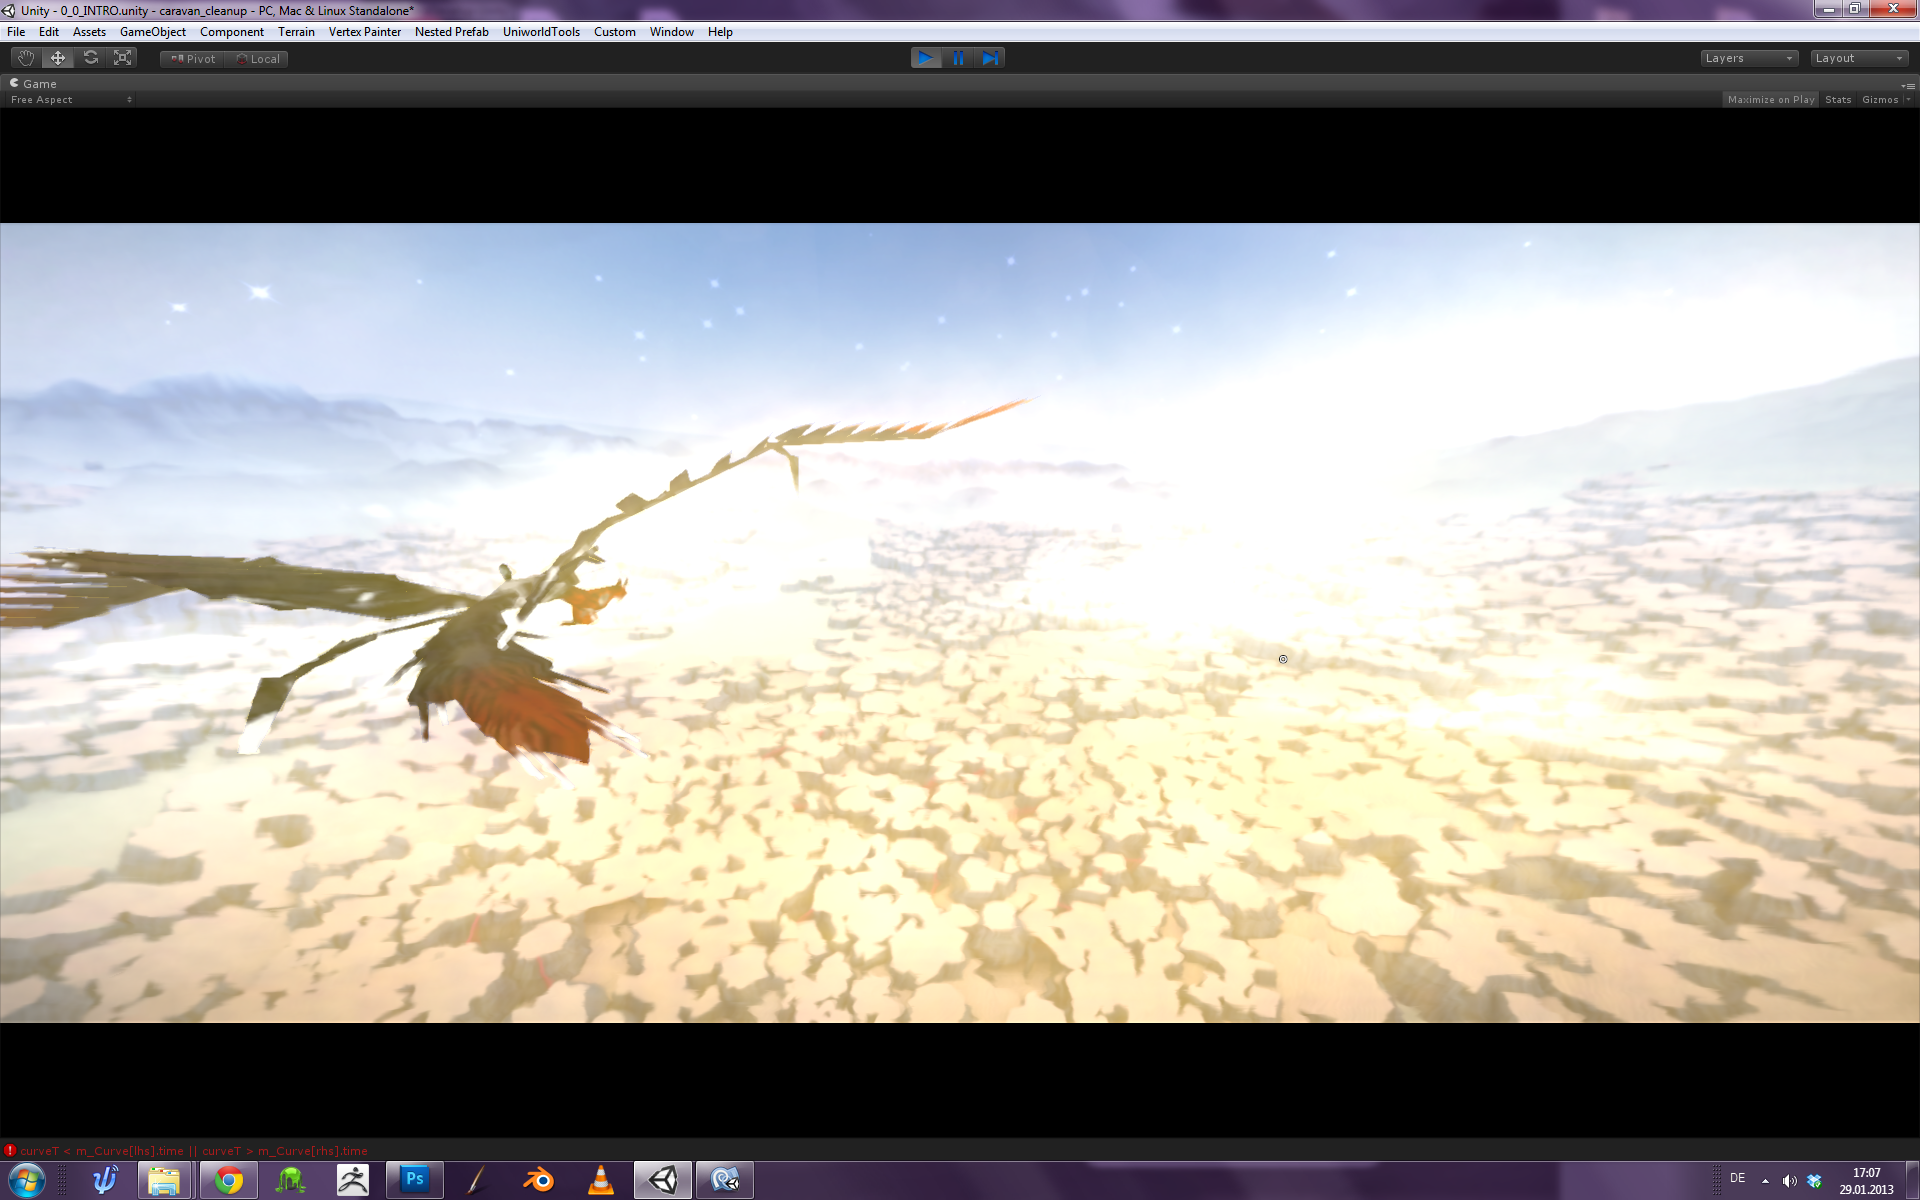 Unity - 0_0_INTRO.unity - caravan_cleanup - PC, Mac & Linux Standalone*
File Edit Assets GameObject Component Terrain Vertex Painter Nested Prefab UniworldTools Custom Window Help
Pivot Local Layers Layout
Game
Free Aspect Maximize on Play Stats Gizmos
curveT < m_Curve[lhs].time || curveT > m_Curve[rhs].time
Ps DE 17:07
29.01.2013